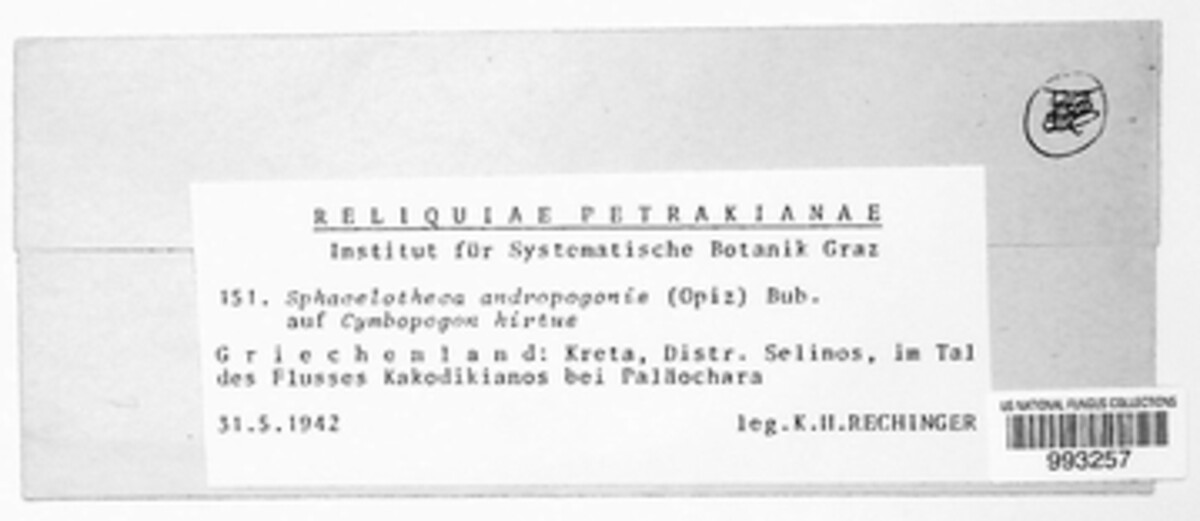 RELIQUIAE PETRAKIANAE
Institut für Systematische Botanik Graz
151. Sphacelotheca andropogonis (Opiz) Bub.
auf Cymbopogon hirtus
Griechenland: Kreta, Distr. Selinos, im Tal
des Flusses Kakodikianos bei Paläochara
31.5.1942 leg.K.H.RECHINGER
US NATIONAL FUNGUS COLLECTIONS
993257